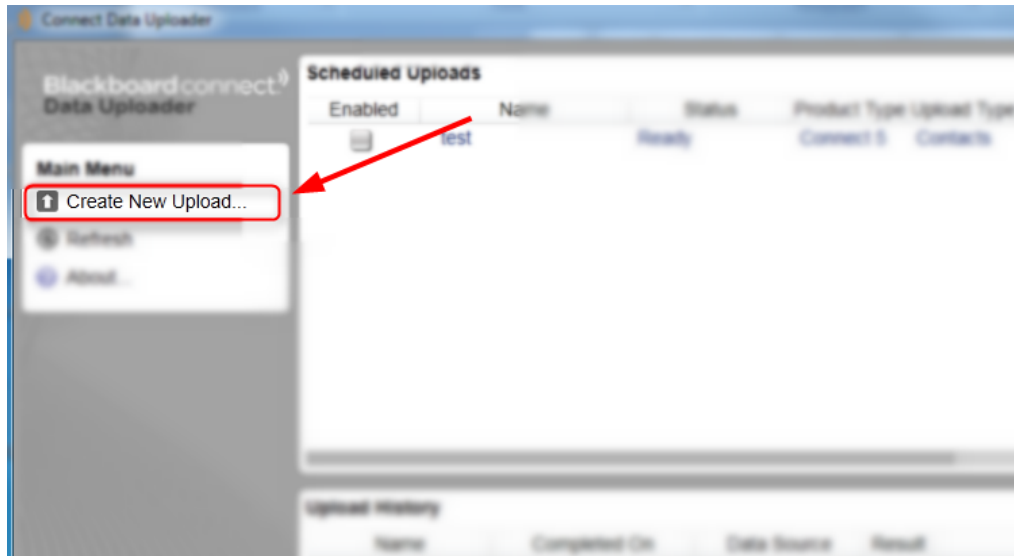 Connect Data Uploader
Blackboard connect
Data Uploader
Main Menu
Create New Upload...
Refresh
About...
Scheduled Uploads
Enabled Name Status Product Type Upload Type
test Ready Connect 5 Contacts
Upload History
Name Completed On Data Source Result